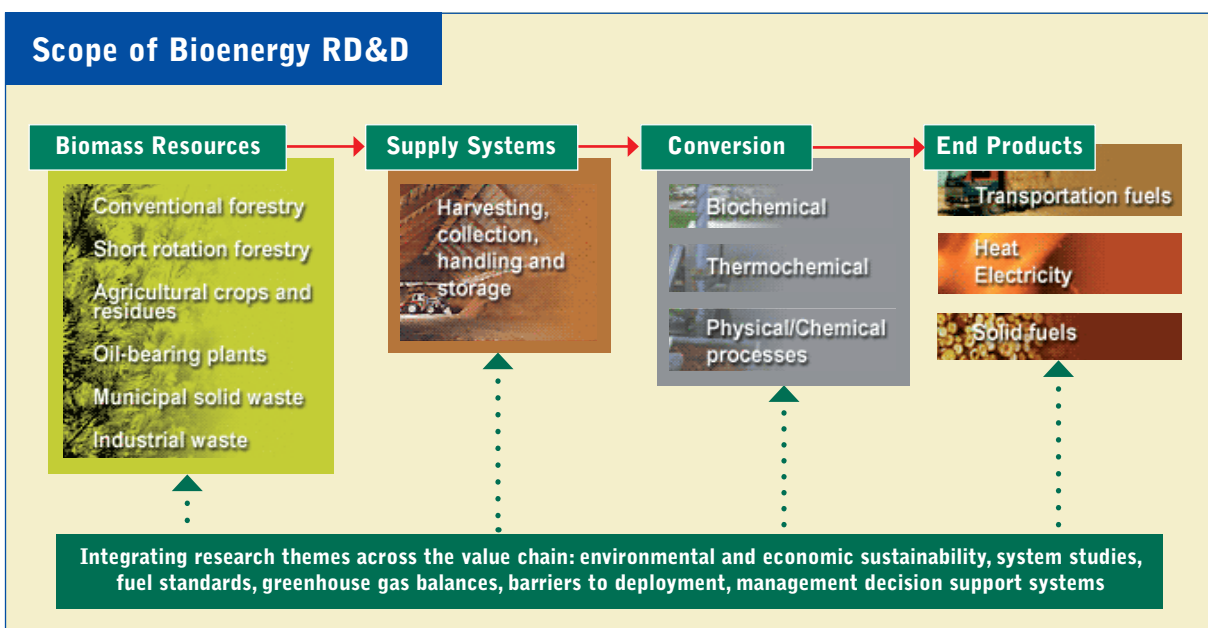 Scope of Bioenergy RD&D
Biomass Resources
Conventional forestry
Short rotation forestry
Agricultural crops and
residues
Oil-bearing plants
Municipal solid waste
Industrial waste
Supply Systems
Harvesting,
collection,
handling and
storage
Conversion
Biochemical
Thermochemical
Physical/Chemical
processes
End Products
Transportation fuels
Heat
Electricity
Solid fuels
Integrating research themes across the value chain: environmental and economic sustainability, system studies,
fuel standards, greenhouse gas balances, barriers to deployment, management decision support systems